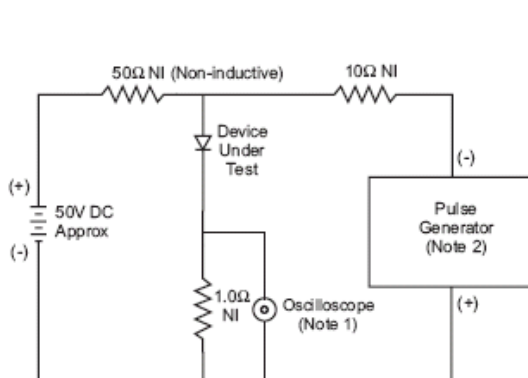 50Ω NI (Non-inductive)
10Ω NI
Device
Under
Test
(-)
(+)
50V DC
Approx
(-)
Pulse
Generator
(Note 2)
1.0Ω
NI
Oscilloscope
(Note 1)
(+)